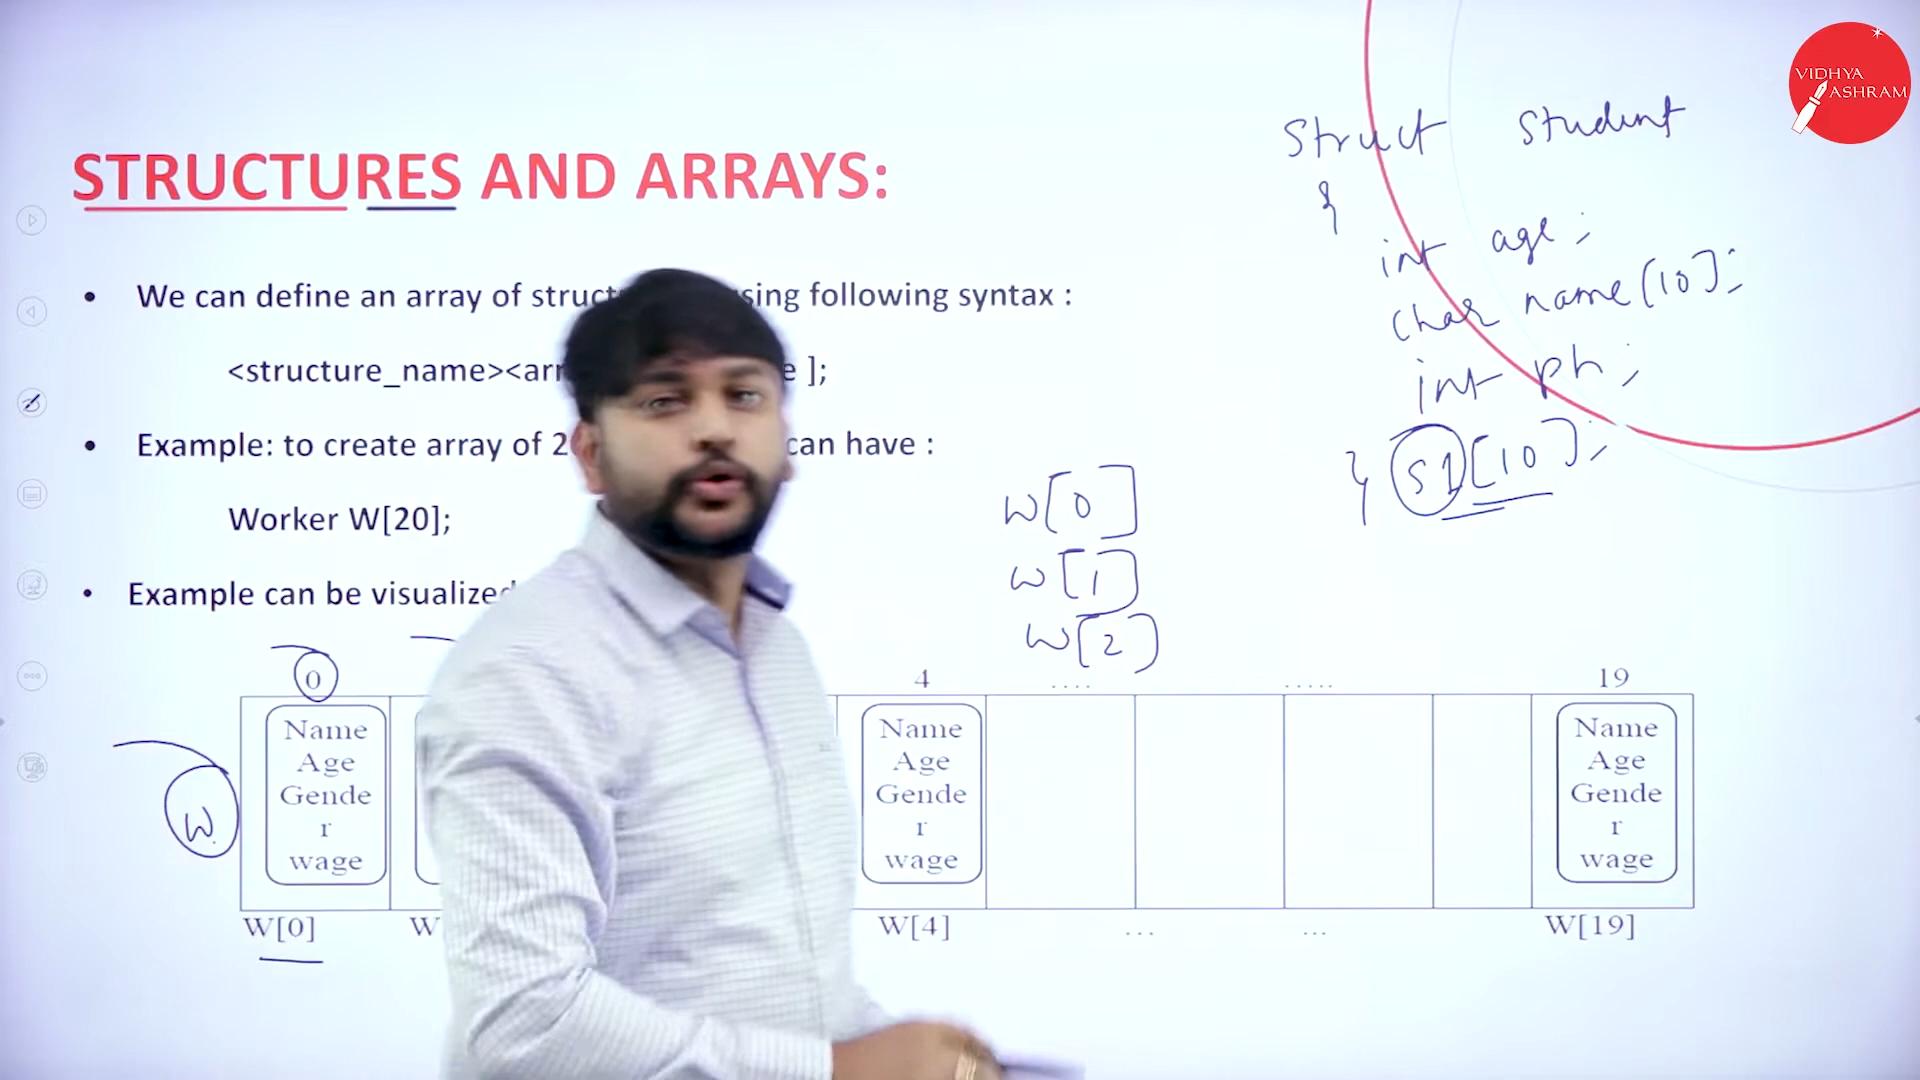 VIDHYA
ASHRAM
STRUCTURES AND ARRAYS:
• We can define an array of struct sing following syntax :
<structure_name><arr e ];
• Example: to create array of 2 can have :
Worker W[20];
• Example can be visualized
Struct Student
{
int age;
char name[10];
int ph;
} S1[10];
W[0]
W[1]
W[2]
0 4 .... ..... 19
W
Name
Age
Gende
r
wage
Name
Age
Gende
r
wage
Name
Age
Gende
r
wage
W[0] W W[4] ... ... W[19]